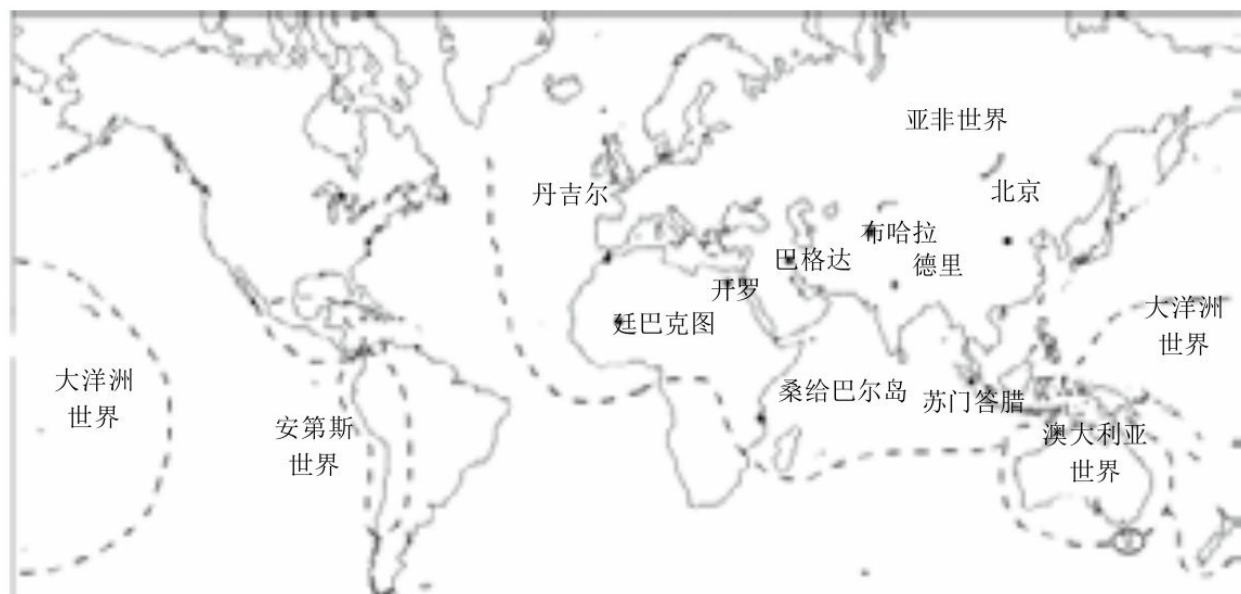 亚非世界
丹吉尔
北京
布哈拉
巴格达
德里
开罗
廷巴克图
大洋洲
世界
大洋洲
世界
桑给巴尔岛
苏门答腊
安第斯
世界
澳大利亚
世界